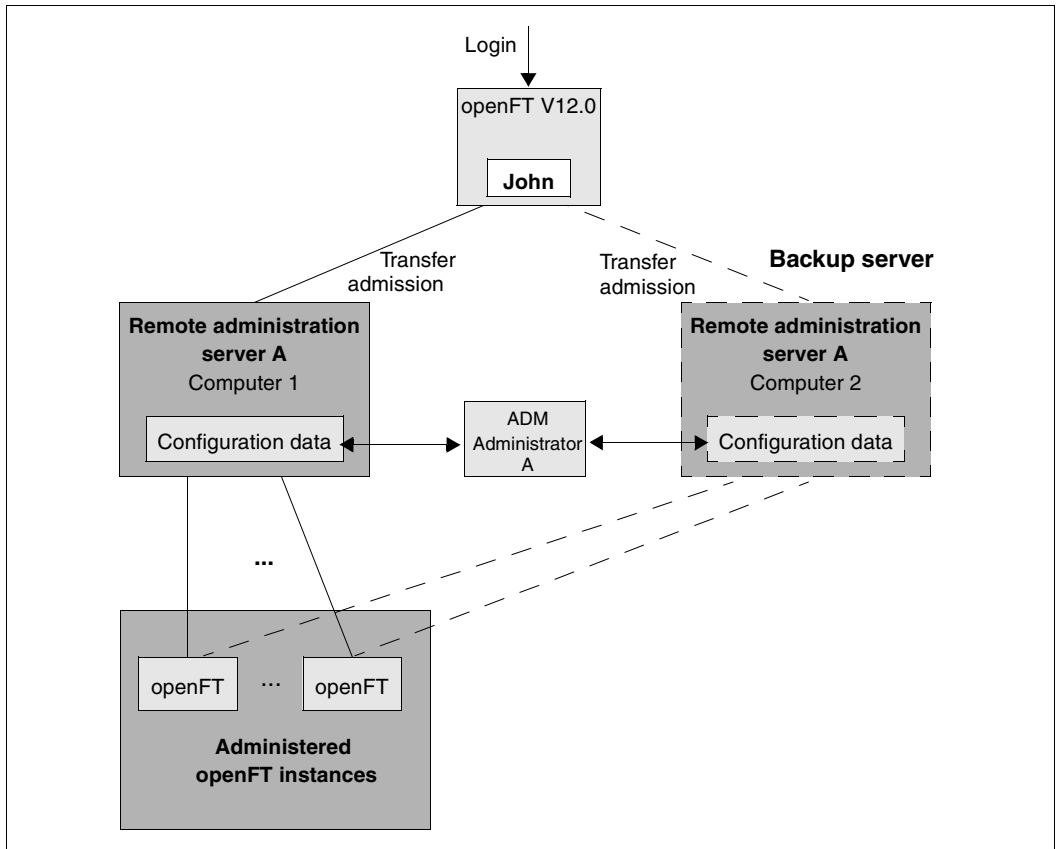 Login
openFT V12.0
John
Transfer
admission
Transfer
admission
Backup server
Remote administration
server A
Computer 1
Configuration data
ADM
Administrator
A
Remote administration
server A
Computer 2
Configuration data
...
openFT
...
openFT
Administered
openFT instances